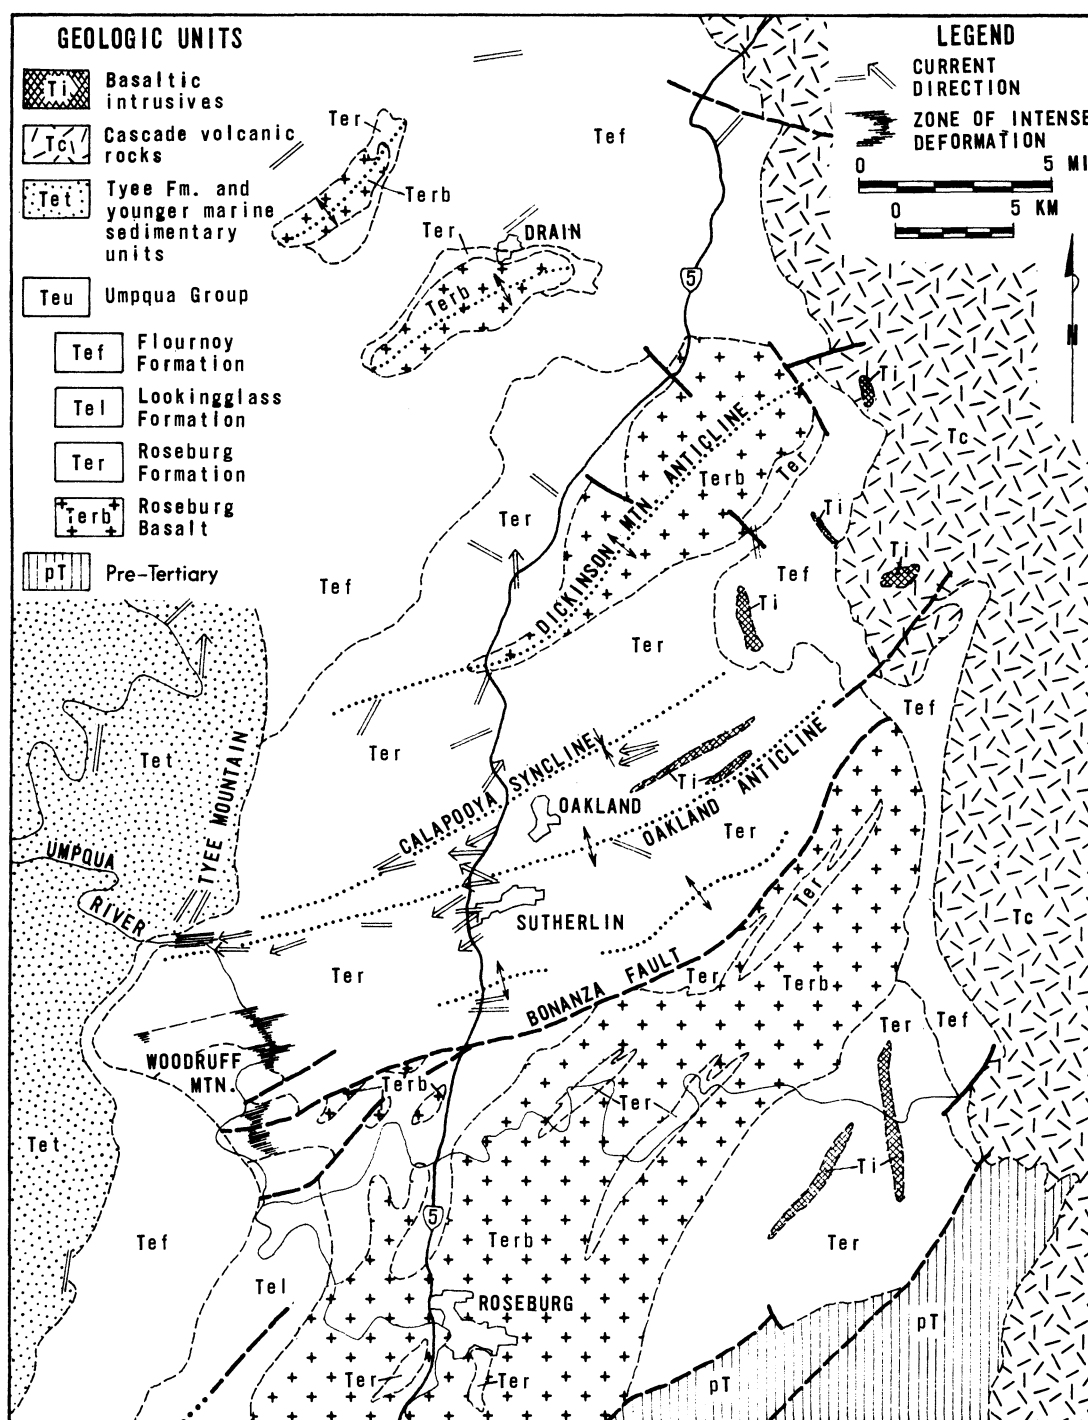 GEOLOGIC UNITS
Ti
Basaltic
intrusives
Tc
Cascade volcanic
rocks
Tet
Tyee Fm. and
younger marine
sedimentary
units
Teu
Umpqua Group
Tef
Flournoy
Formation
Tel
Lookingglass
Formation
Ter
Roseburg
Formation
Terb
Roseburg
Basalt
pT
Pre-Tertiary
LEGEND
CURRENT
DIRECTION
ZONE OF INTENSE
DEFORMATION
0 5 MI
0 5 KM
N
Ter
Tef
Terb
Ter
DRAIN
Terb
5
Ti
Tc
DICKINSON MTN. ANTICLINE
Terb
Ter
Ter
Ti
Ti
Tef
Tef
Ti
Ter
Tef
Tet
Ter
TYEE MOUNTAIN
CALAPOOYA SYNCLINE
Ti
OAKLAND
OAKLAND ANTICLINE
Ter
UMPQUA
RIVER
Ter
SUTHERLIN
Tc
Ter
BONANZA FAULT
Ter
Terb
Ter
Tef
WOODRUFF
MTN.
Terb
Ter
Tet
Ti
5
Tef
Terb
Ter
Tel
ROSEBURG
pT
Ter
Ter
pT